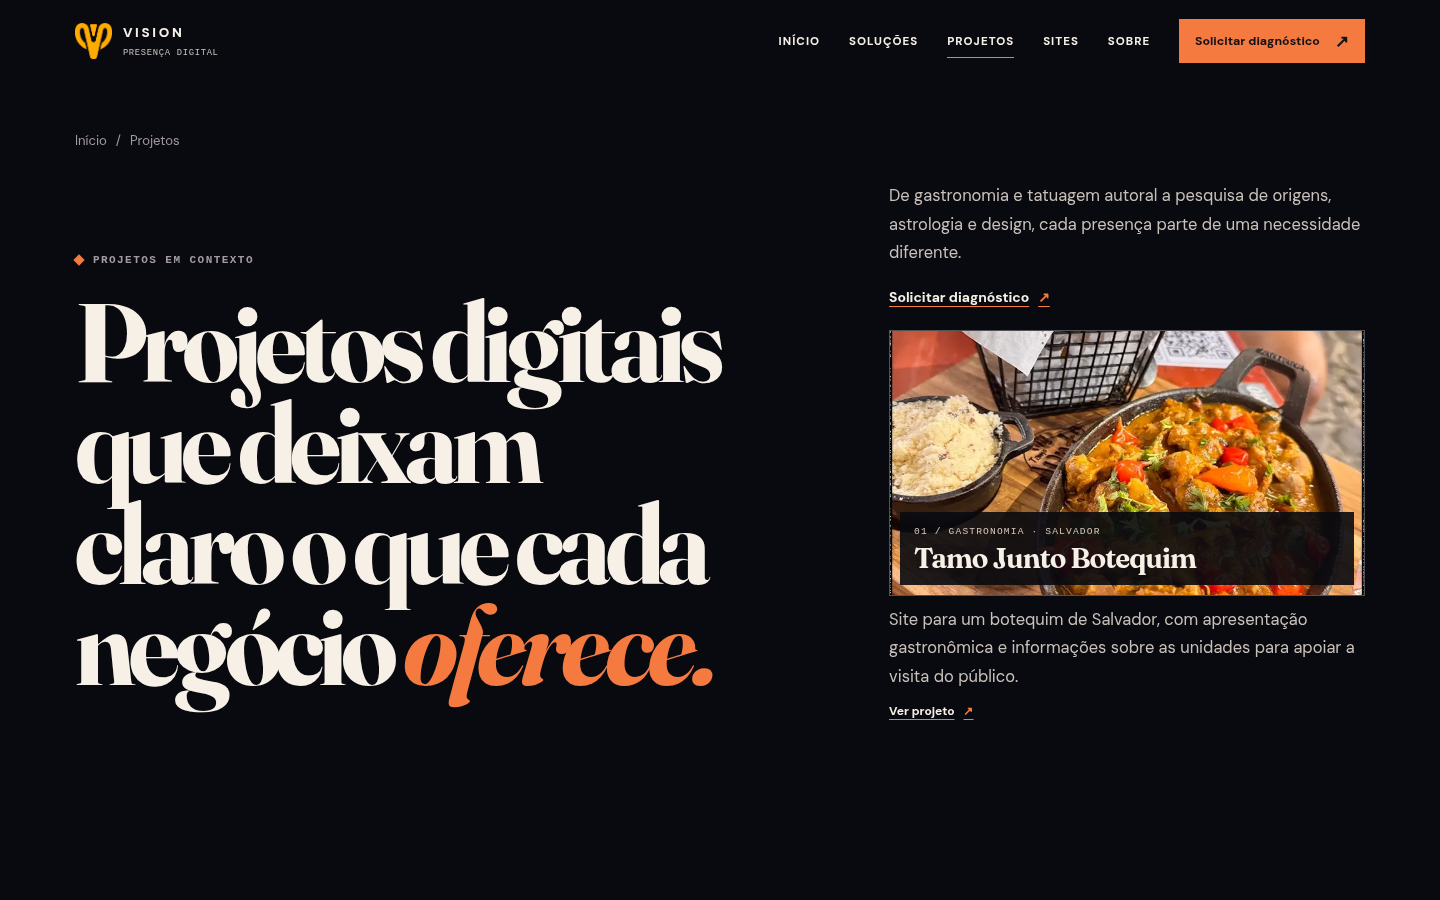 VISION
PRESENÇA DIGITAL
INÍCIO
SOLUÇÕES
PROJETOS
SITES
SOBRE
Solicitar diagnóstico ↗
Início / Projetos
PROJETOS EM CONTEXTO
Projetos digitais
que deixam
claro o que cada
negócio oferece.
De gastronomia e tatuagem autoral a pesquisa de origens,
astrologia e design, cada presença parte de uma necessidade
diferente.
Solicitar diagnóstico ↗
01 / GASTRONOMIA · SALVADOR
Tamo Junto Botequim
Site para um botequim de Salvador, com apresentação
gastronômica e informações sobre as unidades para apoiar a
visita do público.
Ver projeto ↗